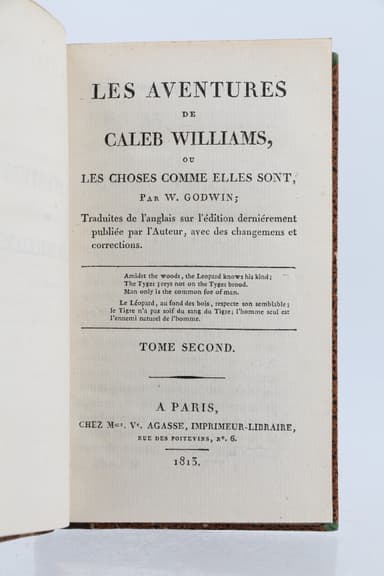 LES AVENTURES
DE
CALEB WILLIAMS,
OU
LES CHOSES COMME ELLES SONT,
PAR W. GODWIN;
Traduites de l'anglais sur l'édition derniérement
publiée par l'Auteur, avec des changemens et
corrections.
Amidst the woods, the Leopard knows his kind;
The Tyger preys not on the Tyger brood.
Man only is the common foe of man.
Le Léopard, au fond des bois, respecte son semblable;
le Tigre n'a pas soif du sang du Tigre; l'homme seul est
l'ennemi naturel de l'homme.
TOME SECOND.
A PARIS,
CHEZ Mme. Ve. AGASSE, IMPRIMEUR-LIBRAIRE,
RUE DES POITEVINS, No. 6.
1813.